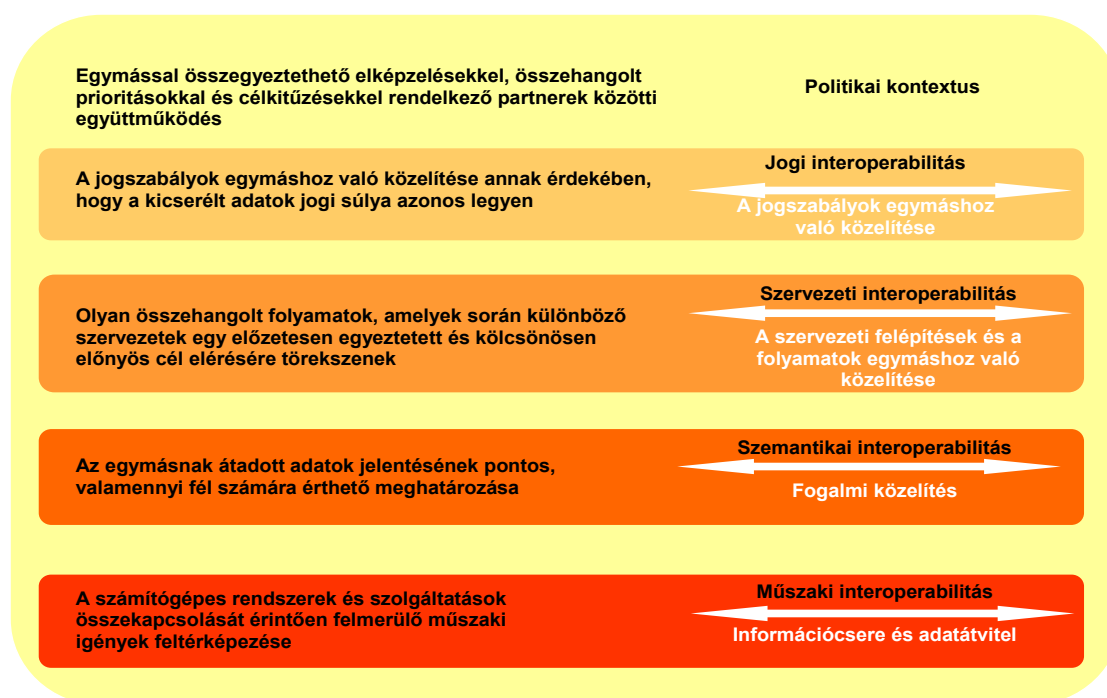 Egymással összegyeztethető elképzelésekkel, összehangolt
prioritásokkal és célkitűzésekkel rendelkező partnerek közötti
együttműködés
Politikai kontextus
A jogszabályok egymáshoz való közelítése annak érdekében,
hogy a kicserélt adatok jogi súlya azonos legyen
Jogi interoperabilitás
A jogszabályok egymáshoz
való közelítése
Olyan összehangolt folyamatok, amelyek során különböző
szervezetek egy előzetesen egyeztetett és kölcsönösen
előnyös cél elérésére törekszenek
Szervezeti interoperabilitás
A szervezeti felépítések és a
folyamatok egymáshoz való
közelítése
Az egymásnak átadott adatok jelentésének pontos,
valamennyi fél számára érthető meghatározása
Szemantikai interoperabilitás
Fogalmi közelítés
A számítógépes rendszerek és szolgáltatások
összekapcsolását érintően felmerülő műszaki
igények feltérképezése
Műszaki interoperabilitás
Információcsere és adatátvitel